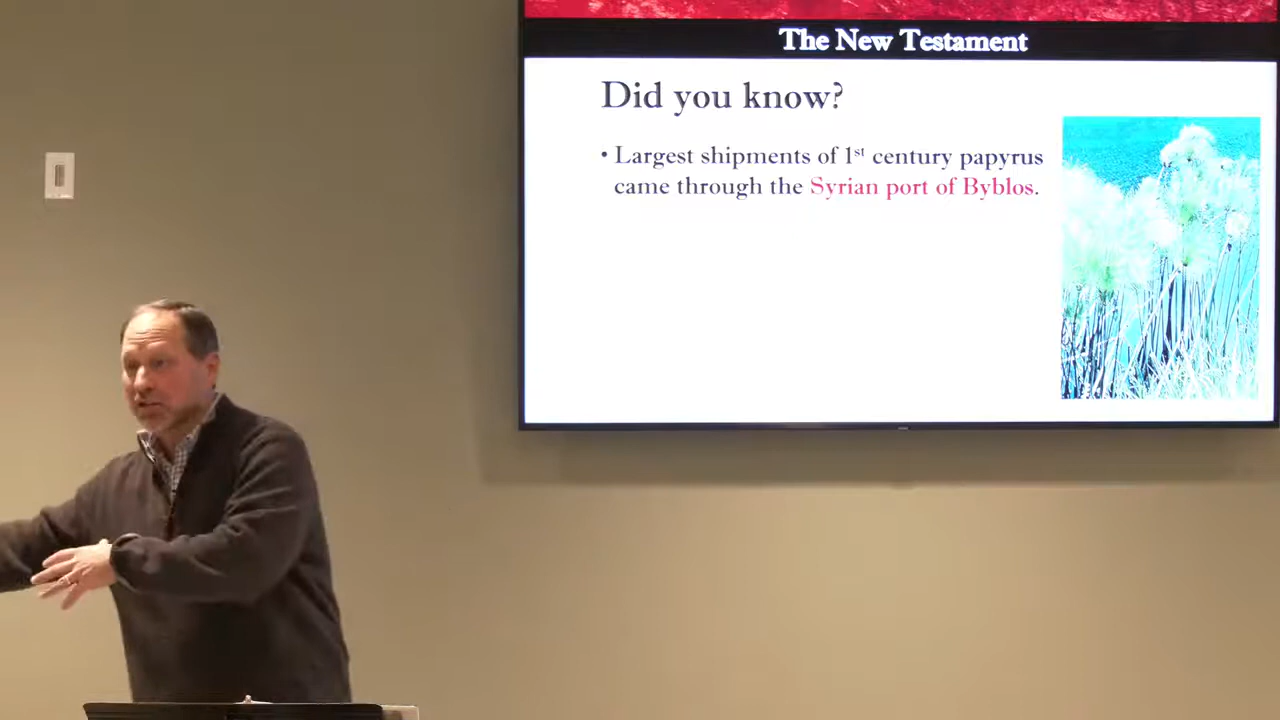 The New Testament
Did you know?
• Largest shipments of 1st century papyrus
came through the Syrian port of Byblos.